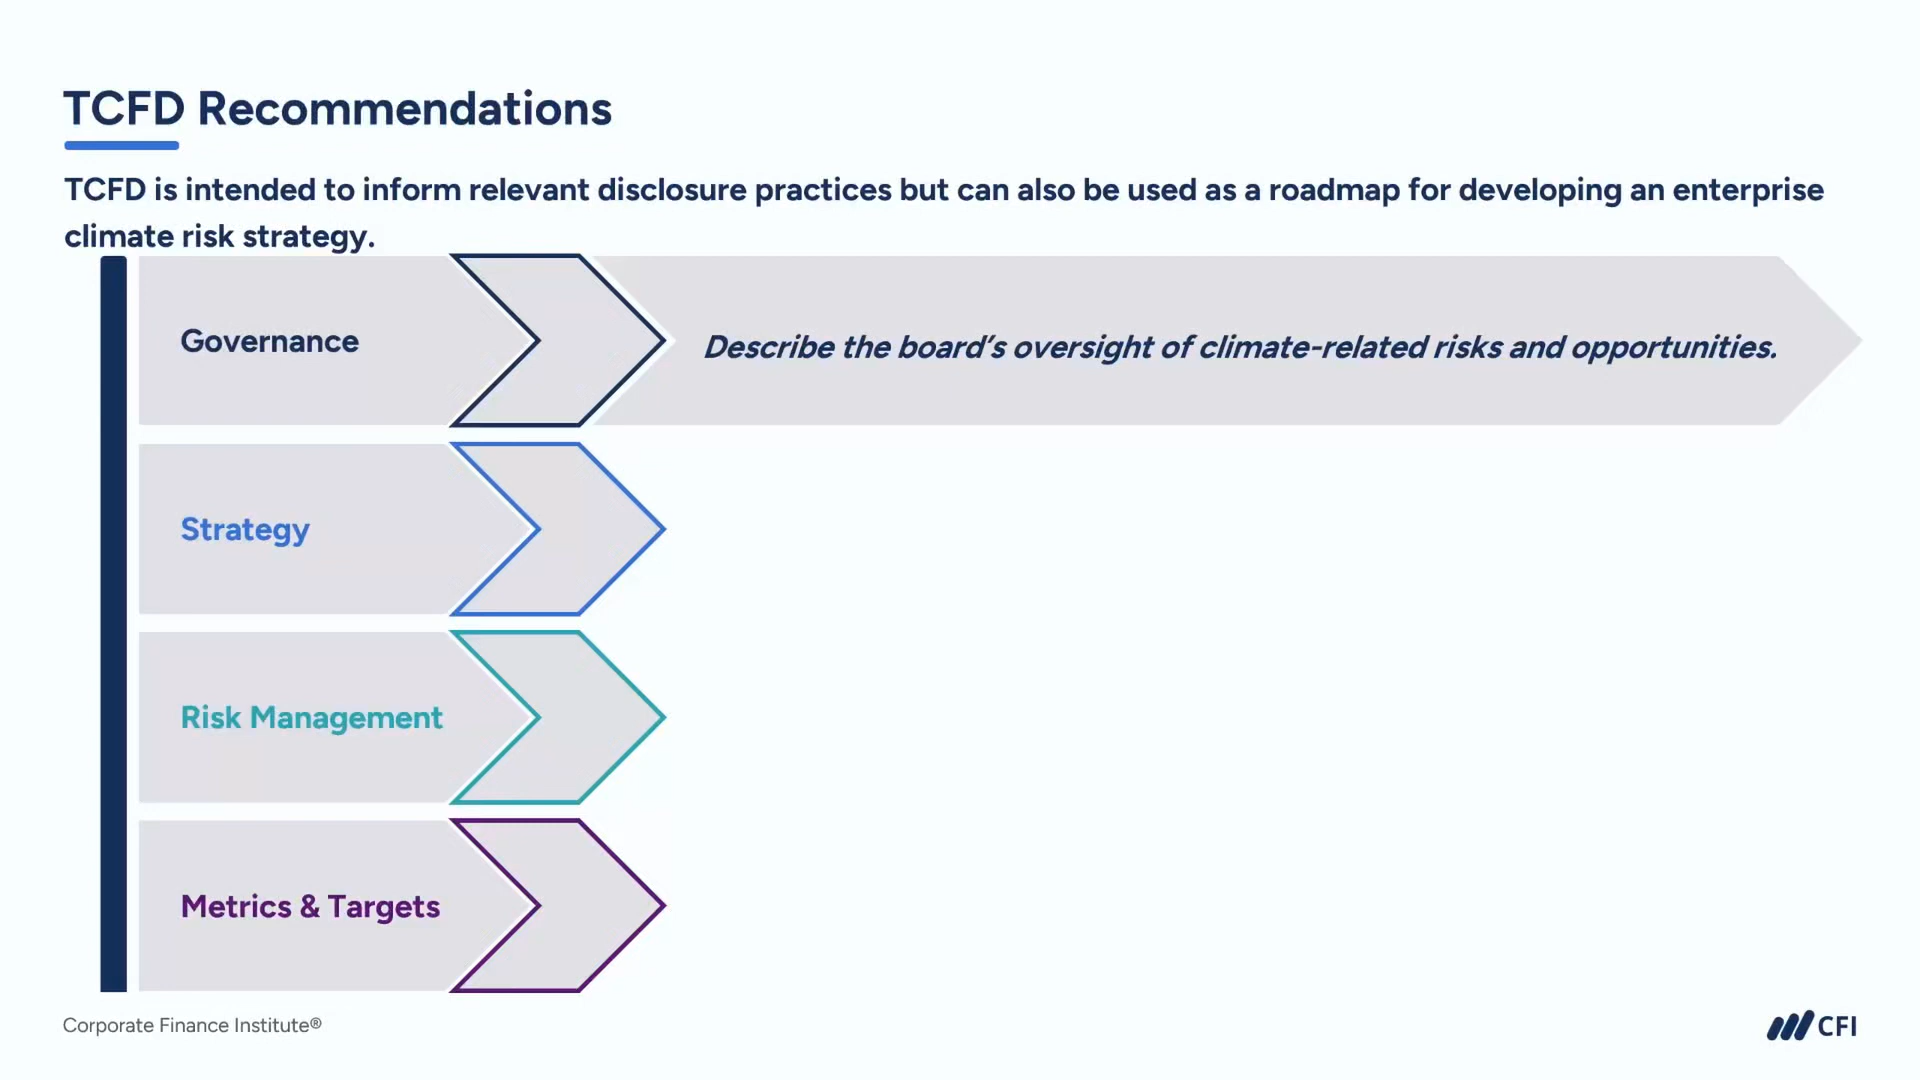 TCFD Recommendations
TCFD is intended to inform relevant disclosure practices but can also be used as a roadmap for developing an enterprise
climate risk strategy.
Governance
Describe the board’s oversight of climate-related risks and opportunities.
Strategy
Risk Management
Metrics & Targets
Corporate Finance Institute®
CFI